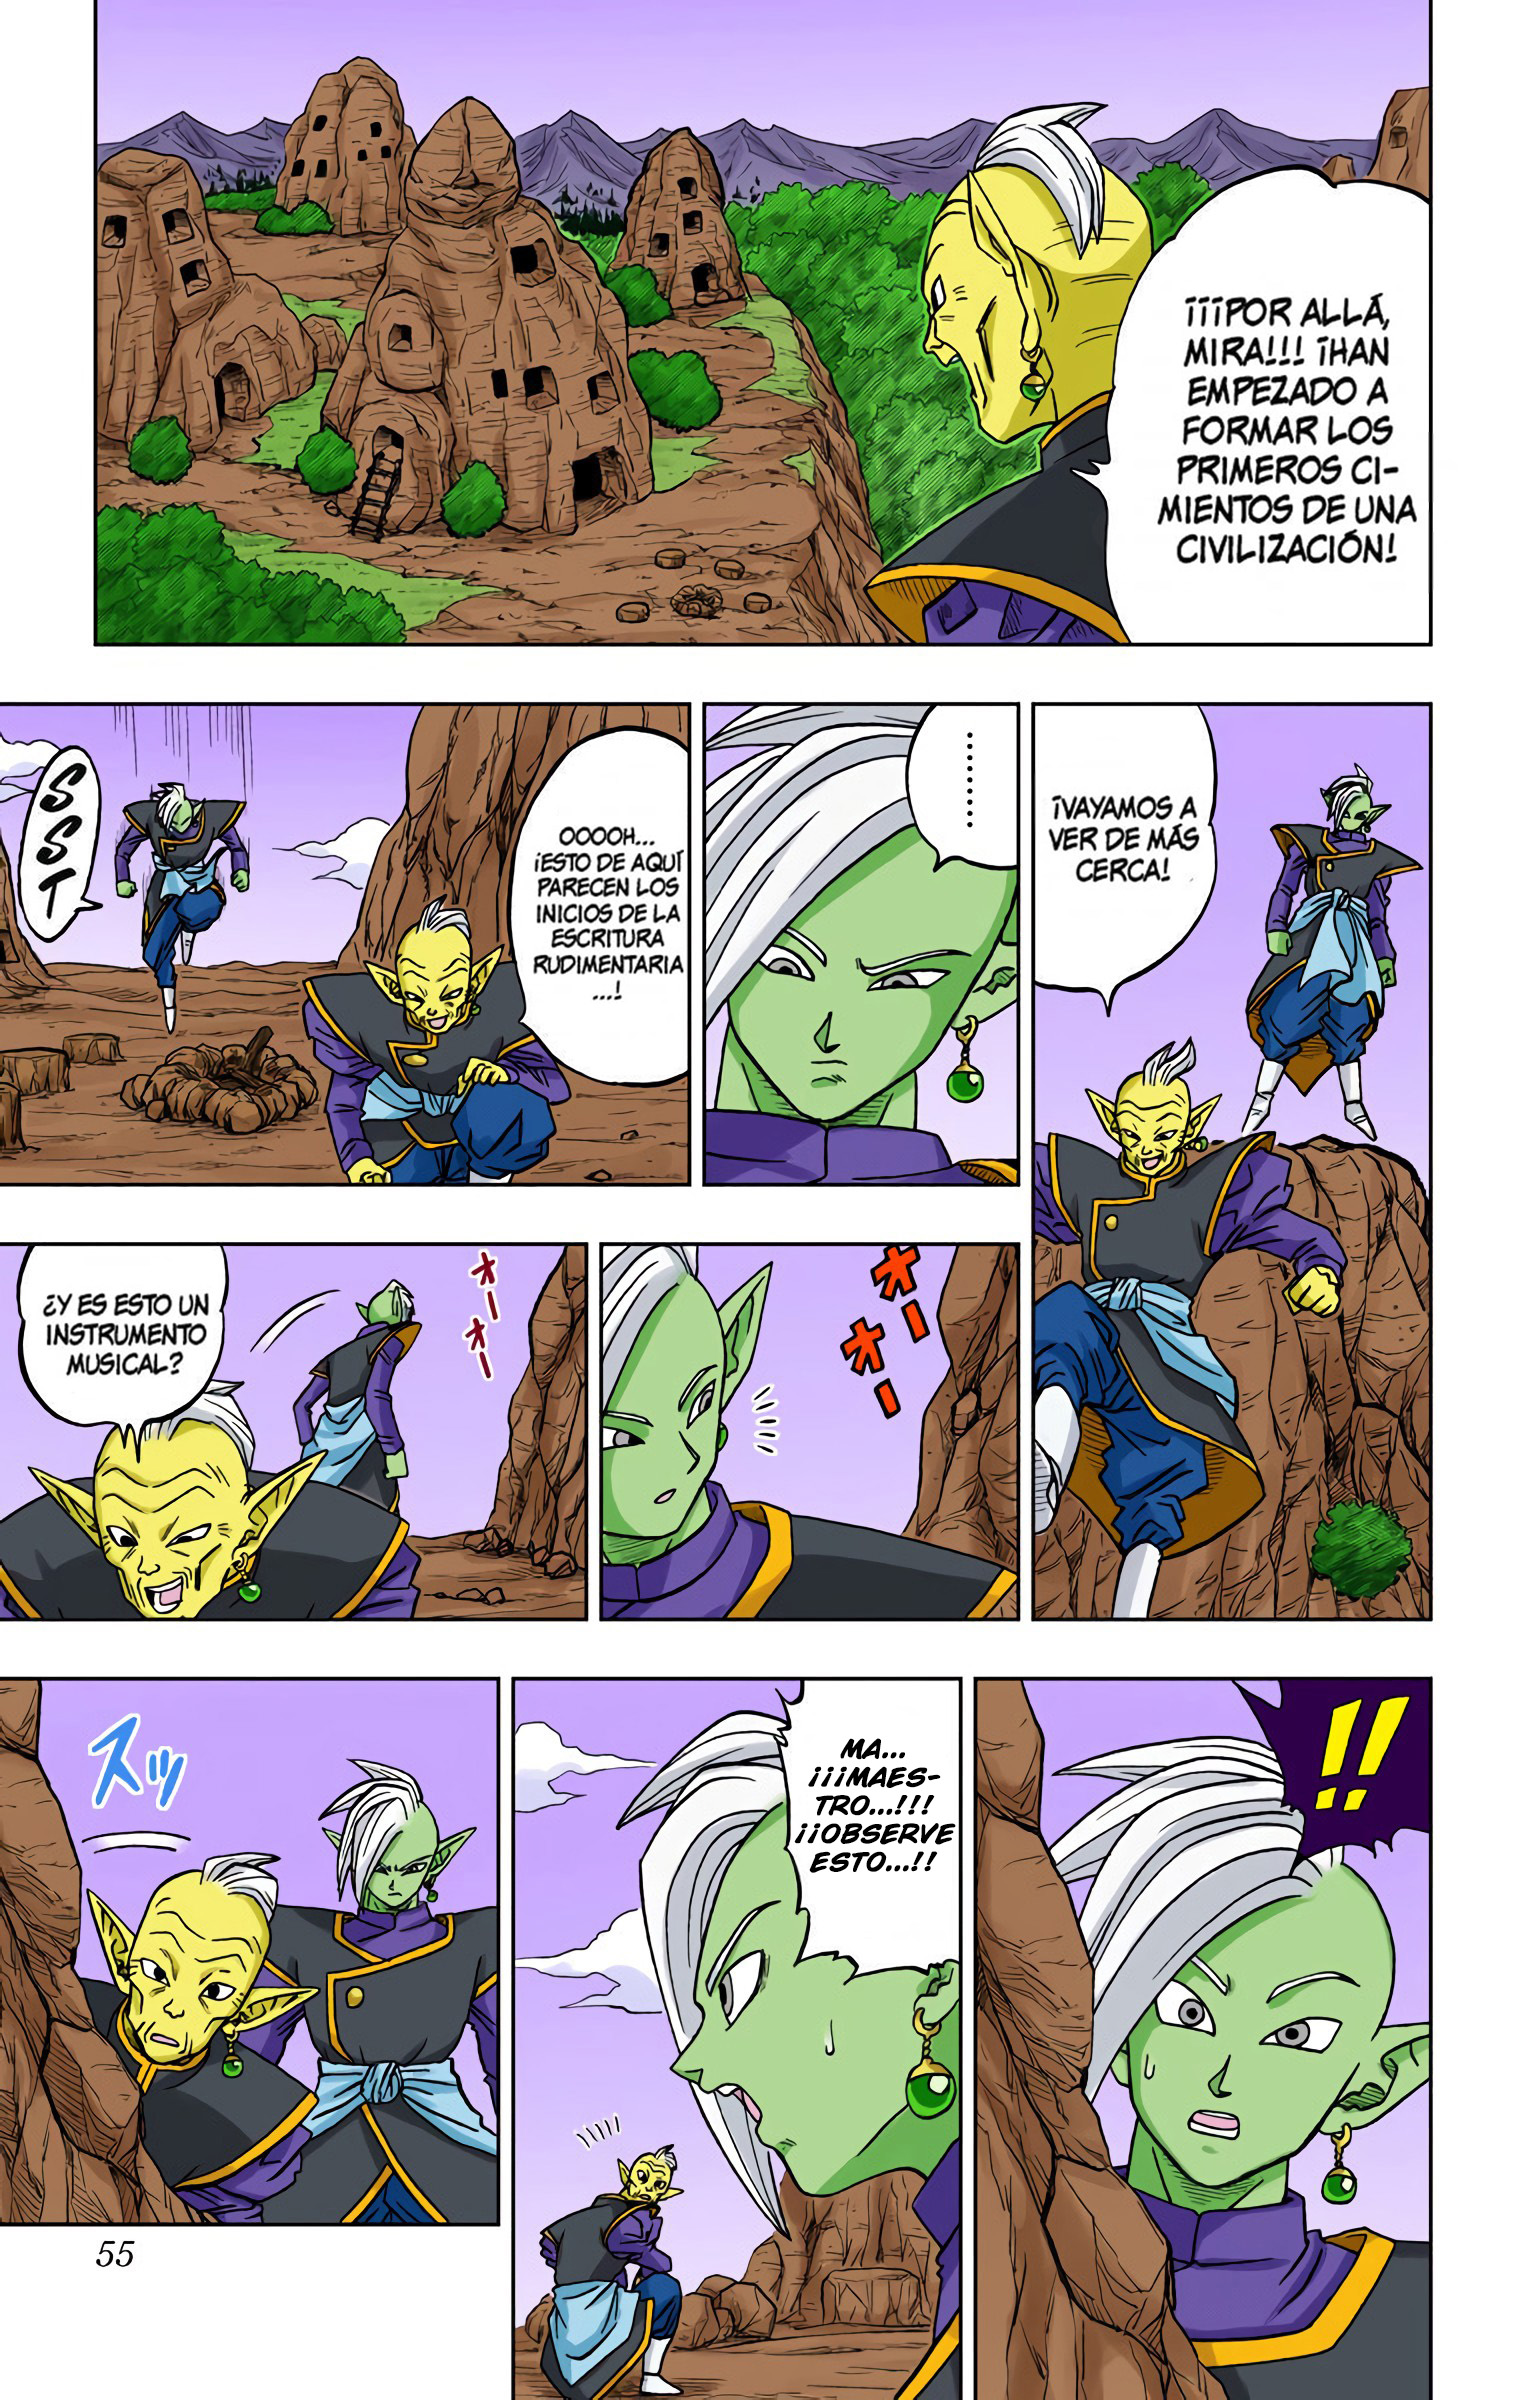 ¡¡¡POR ALLÁ,
MIRA!!! ¡HAN
EMPEZADO A
FORMAR LOS
PRIMEROS CI-
MIENTOS DE UNA
CIVILIZACIÓN!
¡VAYAMOS A
VER DE MÁS
CERCA!
.........
OOOOH...
¡ESTO DE AQUÍ
PARECEN LOS
INICIOS DE LA
ESCRITURA
RUDIMENTARIA
...!
SST
オー
オー
オー
オー
¿Y ES ESTO UN
INSTRUMENTO
MUSICAL?
!!
MA...
¡¡¡MAES-
TRO...!!!
¡¡OBSERVE
ESTO...!!
スッ
55